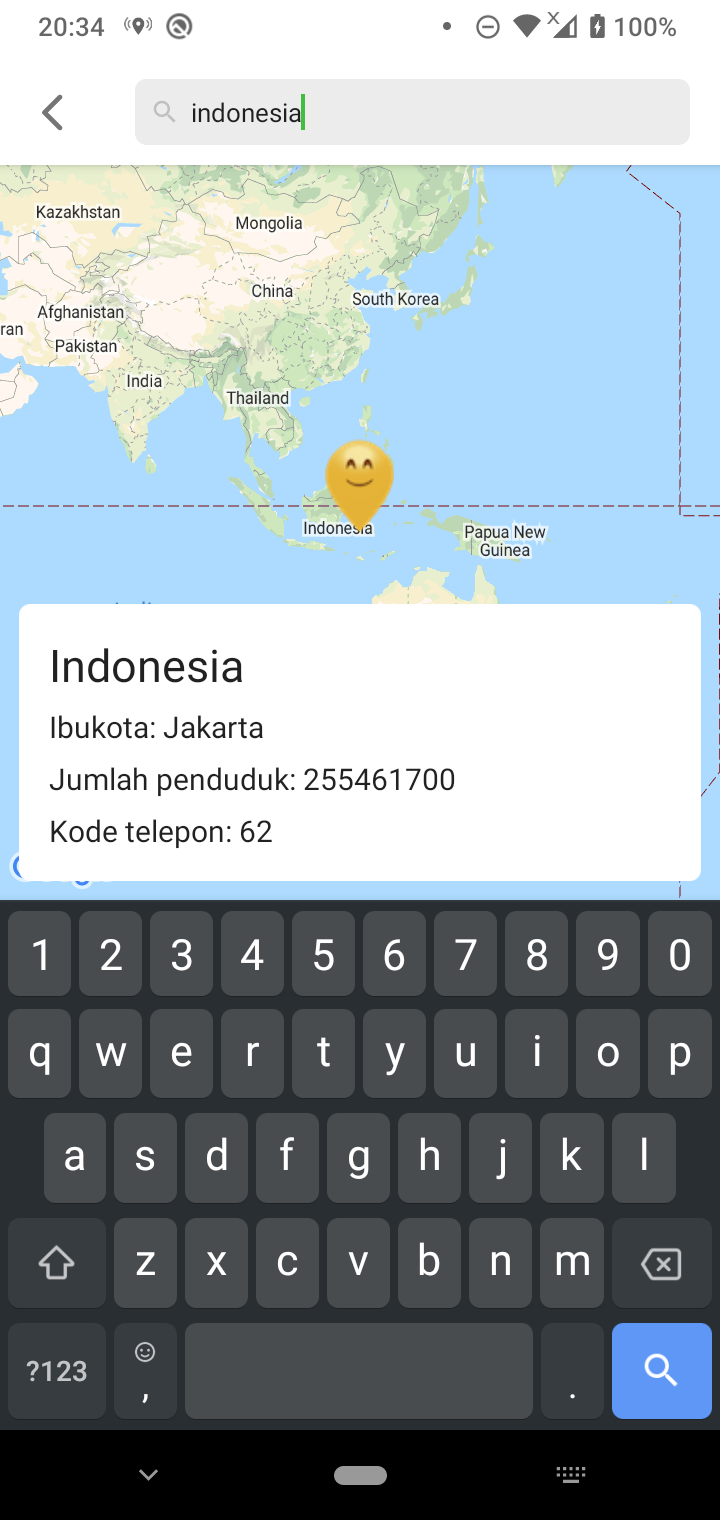 20:34
100%
indonesia
Kazakhstan
Mongolia
China
South Korea
Afghanistan
ran
Pakistan
India
Thailand
Indonesia
Papua New
Guinea
Indonesia
Ibukota: Jakarta
Jumlah penduduk: 255461700
Kode telepon: 62
1 2 3 4 5 6 7 8 9 0
q w e r t y u i o p
a s d f g h j k l
z x c v b n m
?123 , .